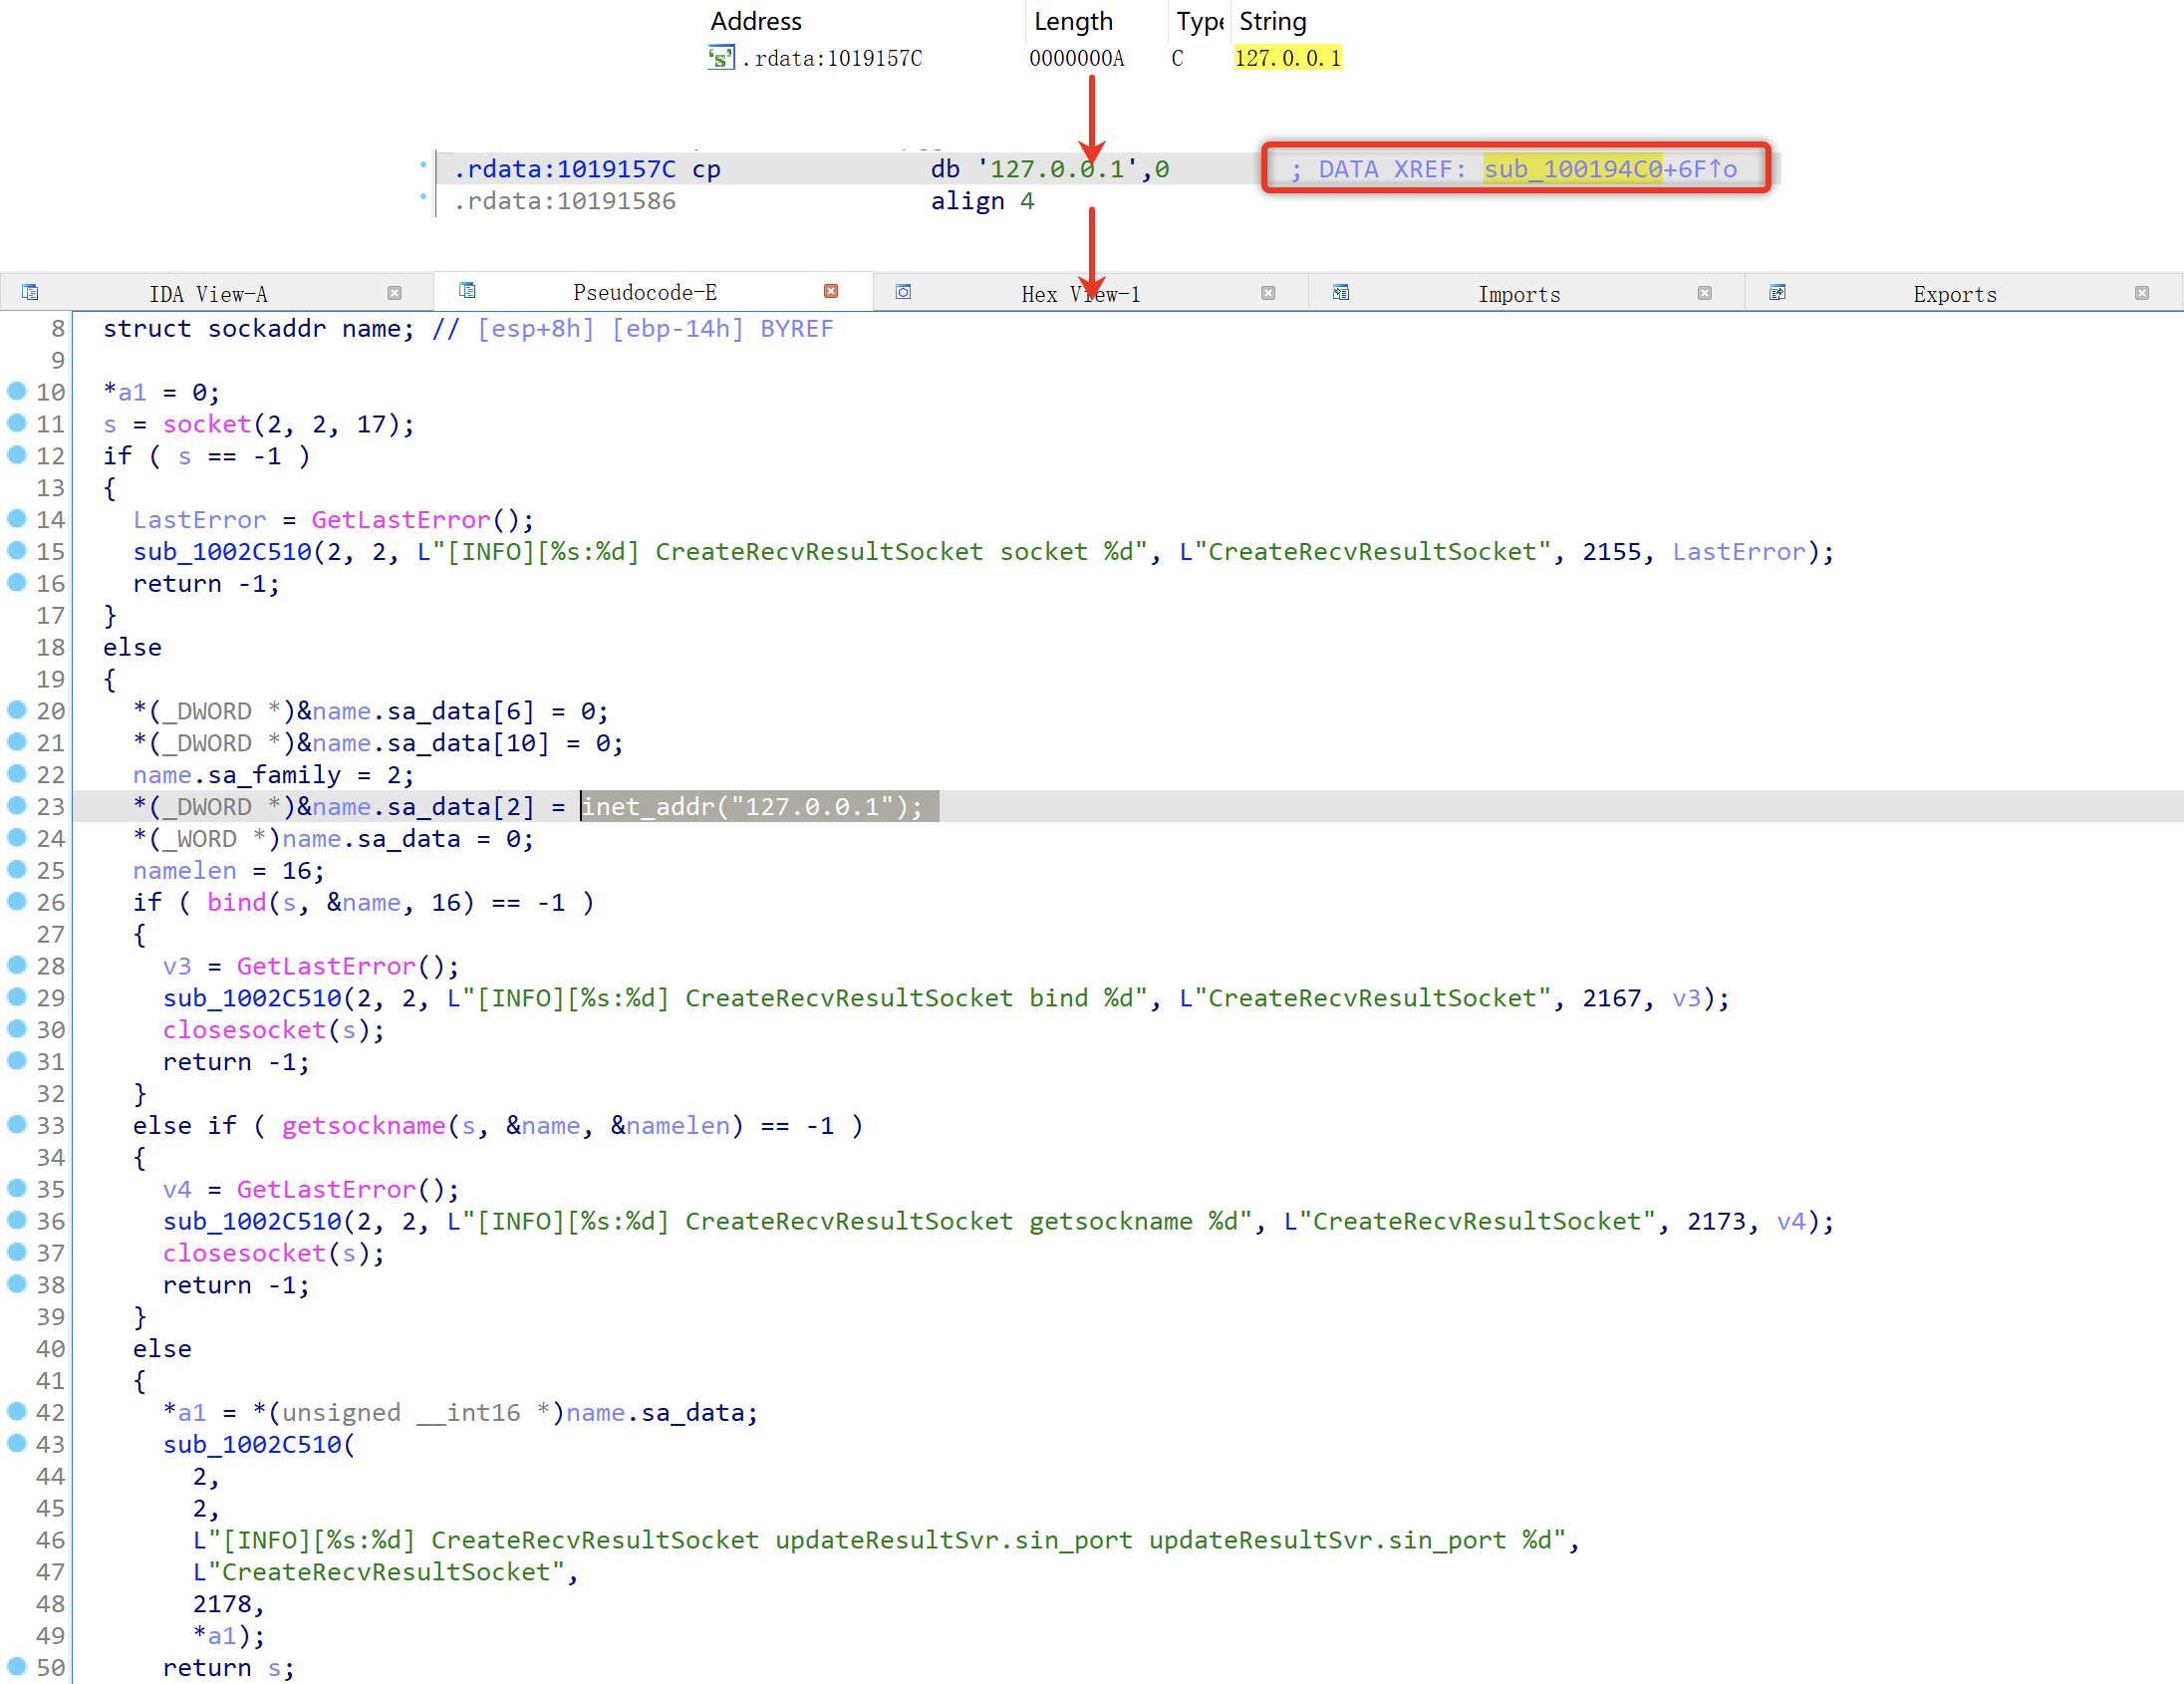 Address Length Type String
.rdata:1019157C 0000000A C 127.0.0.1
.rdata:1019157C cp db '127.0.0.1',0 ; DATA XREF: sub_100194C0+6F↑o
.rdata:10191586 align 4
IDA View-A Pseudocode-E Hex View-1 Imports Exports
8 struct sockaddr name; // [esp+8h] [ebp-14h] BYREF
9
10 *a1 = 0;
11 s = socket(2, 2, 17);
12 if ( s == -1 )
13 {
14 LastError = GetLastError();
15 sub_1002C510(2, 2, L"[INFO][%s:%d] CreateRecvResultSocket socket %d", L"CreateRecvResultSocket", 2155, LastError);
16 return -1;
17 }
18 else
19 {
20 *(_DWORD *)&name.sa_data[6] = 0;
21 *(_DWORD *)&name.sa_data[10] = 0;
22 name.sa_family = 2;
23 *(_DWORD *)&name.sa_data[2] = inet_addr("127.0.0.1");
24 *(_WORD *)name.sa_data = 0;
25 namelen = 16;
26 if ( bind(s, &name, 16) == -1 )
27 {
28 v3 = GetLastError();
29 sub_1002C510(2, 2, L"[INFO][%s:%d] CreateRecvResultSocket bind %d", L"CreateRecvResultSocket", 2167, v3);
30 closesocket(s);
31 return -1;
32 }
33 else if ( getsockname(s, &name, &namelen) == -1 )
34 {
35 v4 = GetLastError();
36 sub_1002C510(2, 2, L"[INFO][%s:%d] CreateRecvResultSocket getsockname %d", L"CreateRecvResultSocket", 2173, v4);
37 closesocket(s);
38 return -1;
39 }
40 else
41 {
42 *a1 = *(unsigned __int16 *)name.sa_data;
43 sub_1002C510(
44 2,
45 2,
46 L"[INFO][%s:%d] CreateRecvResultSocket updateResultSvr.sin_port updateResultSvr.sin_port %d",
47 L"CreateRecvResultSocket",
48 2178,
49 *a1);
50 return s;